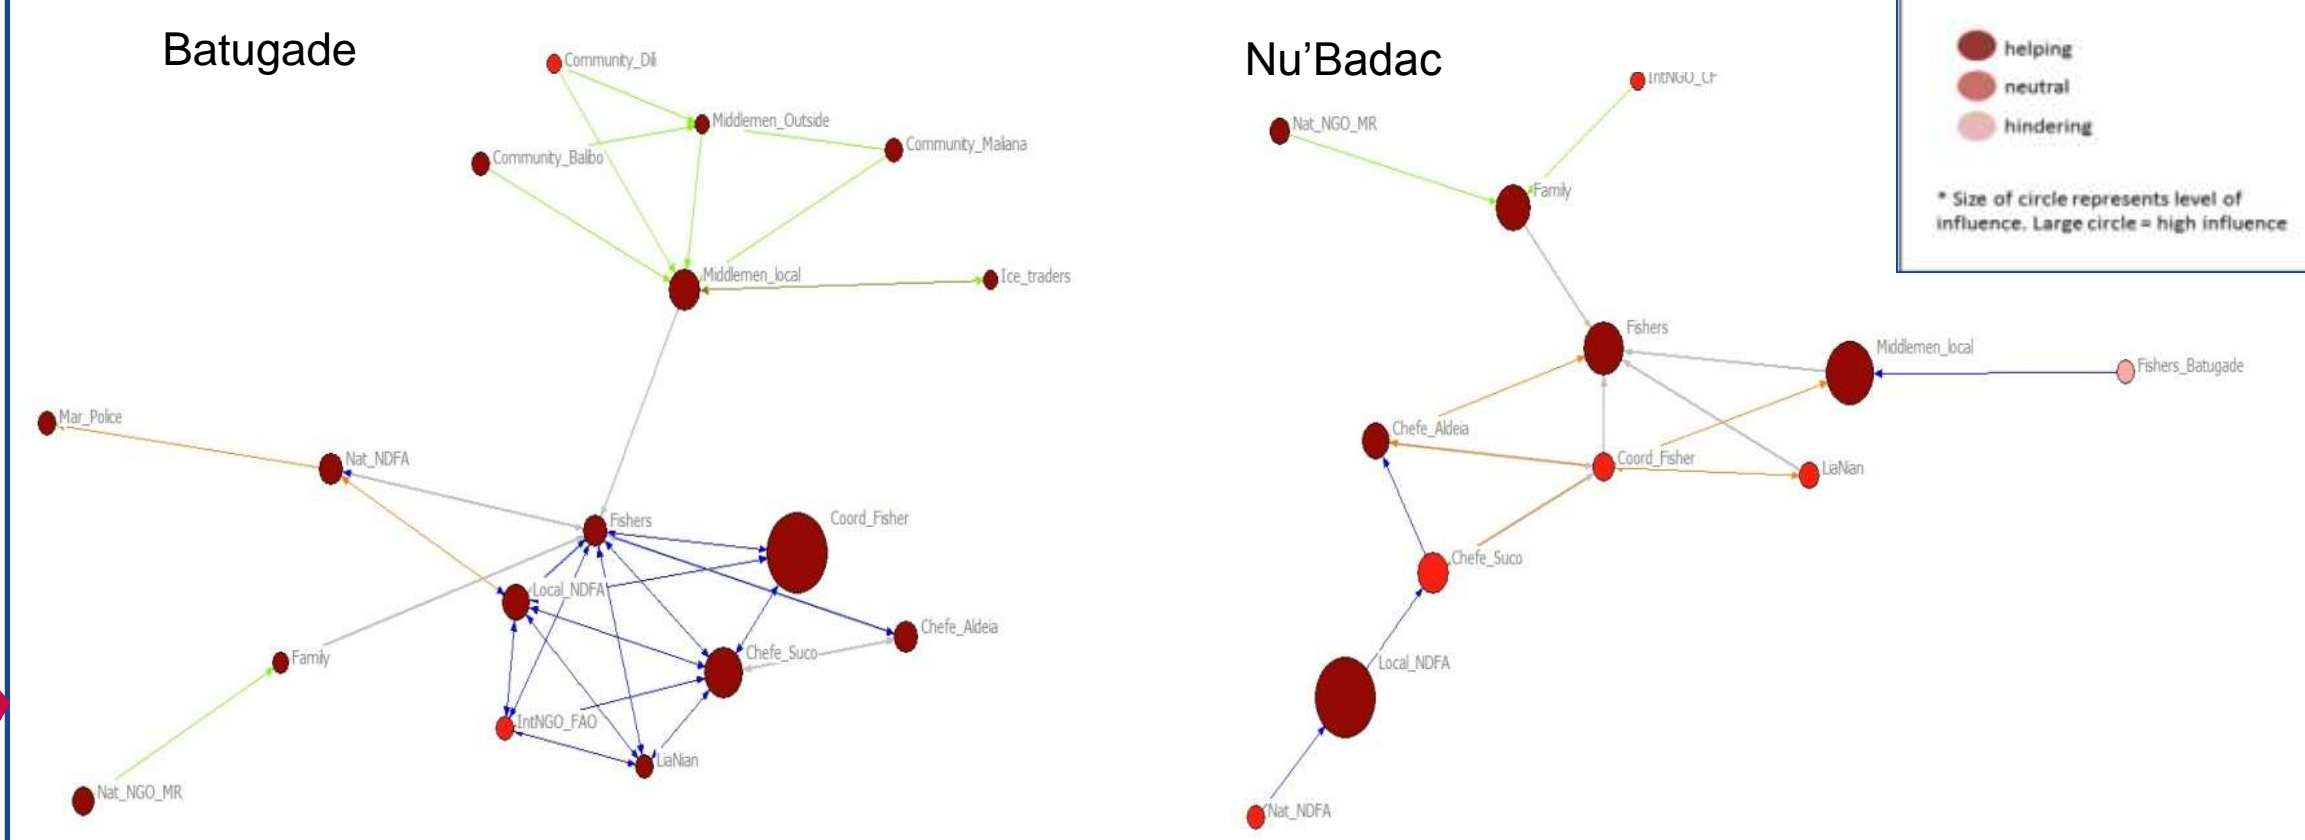 Batugade
Community_Dili
Middlemen_Outside
Community_Maliana
Community_Balibo
Middlemen_local
Ice_traders
Mar_Police
Nat_NDFA
Fishers
Coord_Fisher
Local_NDFA
Chefe_Aldeia
Chefe_Suco
Family
IntNGO_FAO
LiaNian
Nat_NGO_MR
Nu’Badac
IntNGO_CF
Nat_NGO_MR
Family
Fishers
Middlemen_local
Fishers_Batugade
Chefe_Aldeia
Coord_Fisher
LiaNian
Chefe_Suco
Local_NDFA
Nat_NDFA
helping
neutral
hindering
* Size of circle represents level of
influence. Large circle = high influence